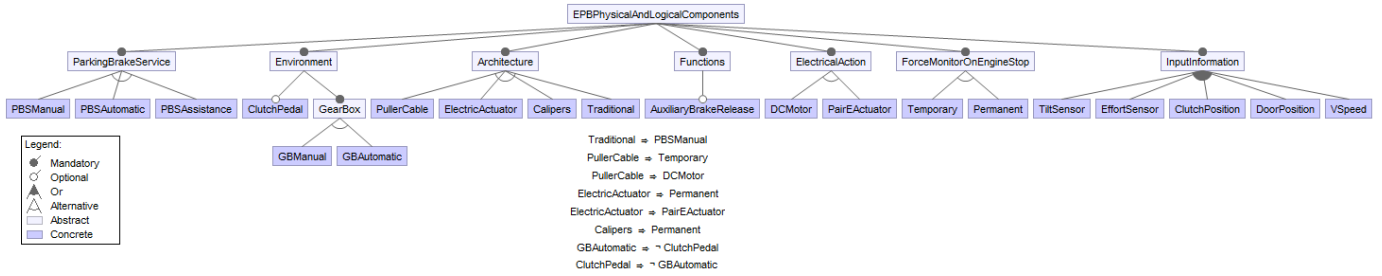 EPBPhysicalAndLogicalComponents
ParkingBrakeService Environment Architecture Functions ElectricalAction ForceMonitorOnEngineStop InputInformation
PBSManual PBSAutomatic PBSAssistance ClutchPedal GearBox PullerCable ElectricActuator Calipers Traditional AuxiliaryBrakeRelease DCMotor PairEActuator Temporary Permanent TiltSensor EffortSensor ClutchPosition DoorPosition VSpeed
GBManual GBAutomatic
Legend:
Mandatory
Optional
Or
Alternative
Abstract
Concrete
Traditional ⇒ PBSManual
PullerCable ⇒ Temporary
PullerCable ⇒ DCMotor
ElectricActuator ⇒ Permanent
ElectricActuator ⇒ PairEActuator
Calipers ⇒ Permanent
GBAutomatic ⇒ ¬ ClutchPedal
ClutchPedal ⇒ ¬ GBAutomatic